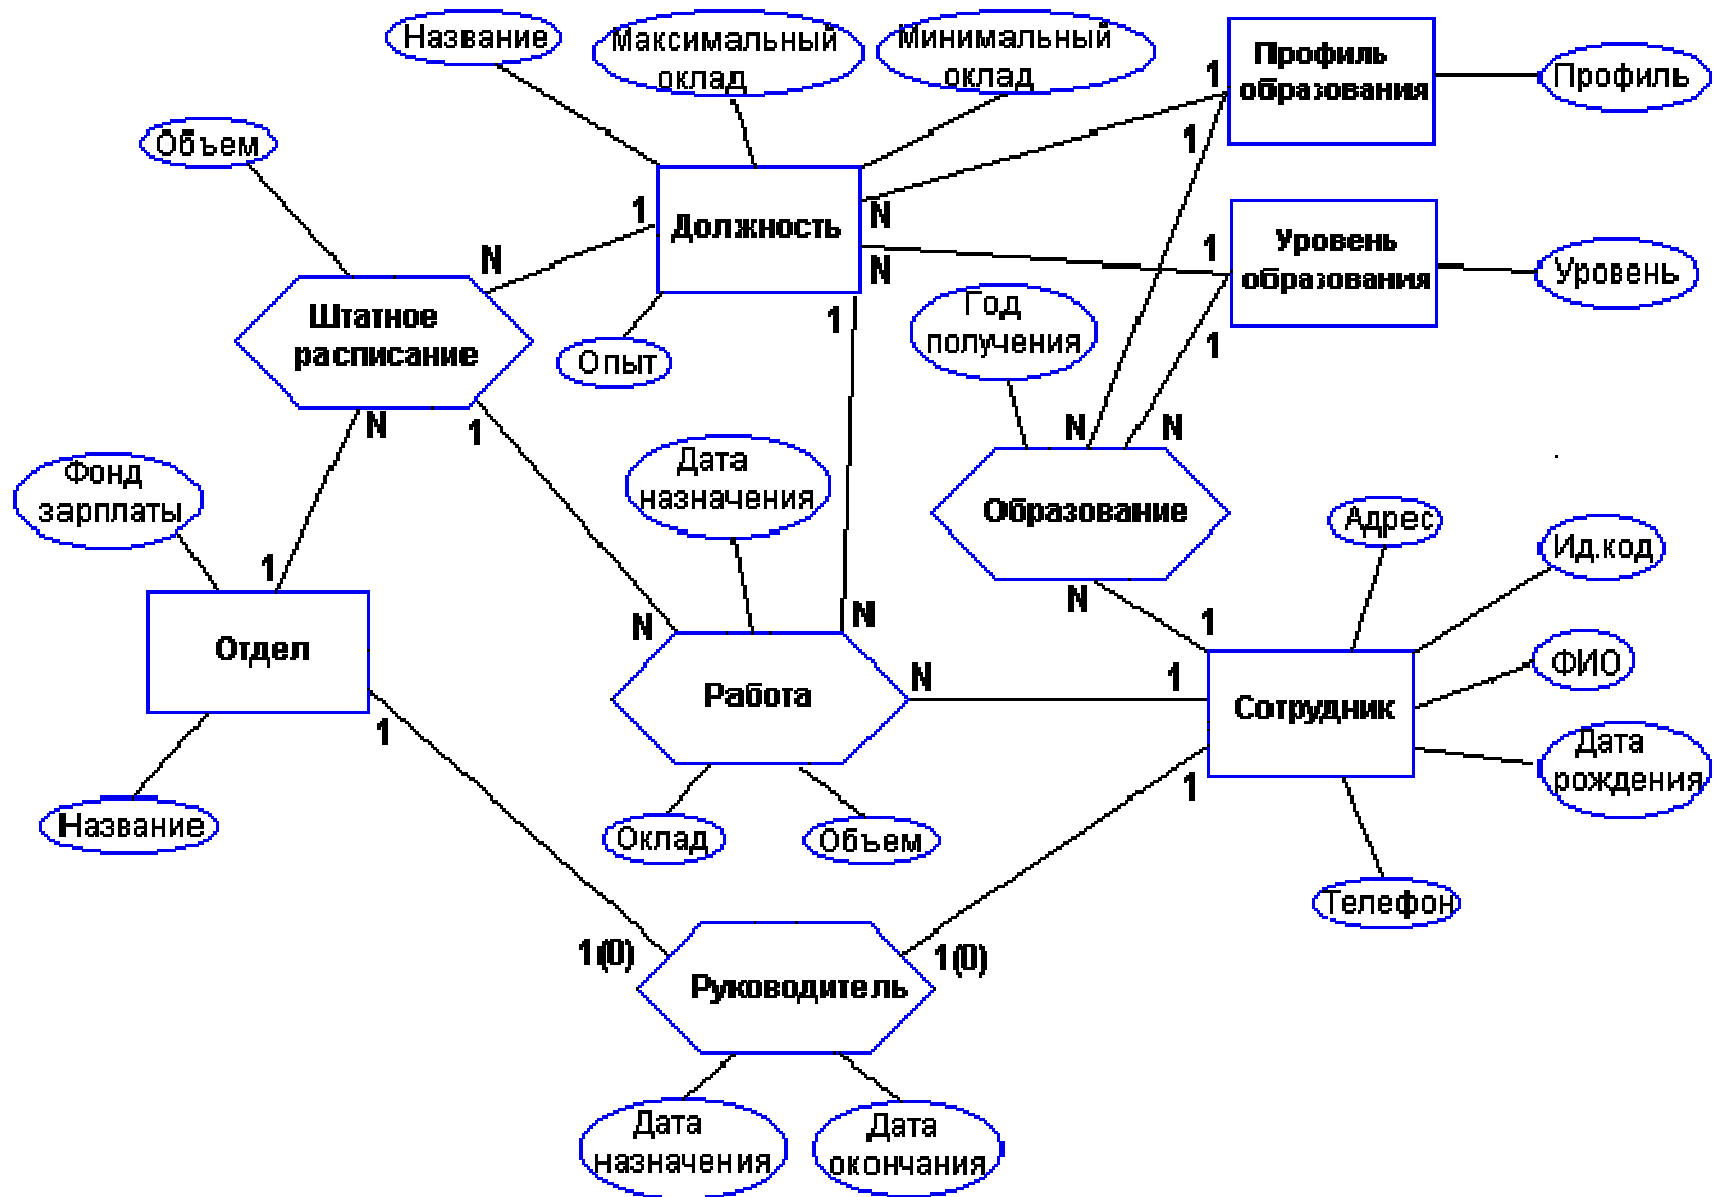 Название
Максимальный
оклад
Минимальный
оклад
Профиль
образования
Профиль
1
1
Объем
N
1
Должность
N
N
1
Уровень
образования
Уровень
Штатное
расписание
Опыт
1
Год
получения
1
N
1
N
N
Фонд
зарплаты
Дата
назначения
Образование
Адрес
Ид.код
1
N
N
N
1
Отдел
ФИО
1
Работа
N
1
Сотрудник
1
Дата
рождения
Название
Оклад
Объем
Телефон
1(0)
1(0)
Руководитель
Дата
назначения
Дата
окончания